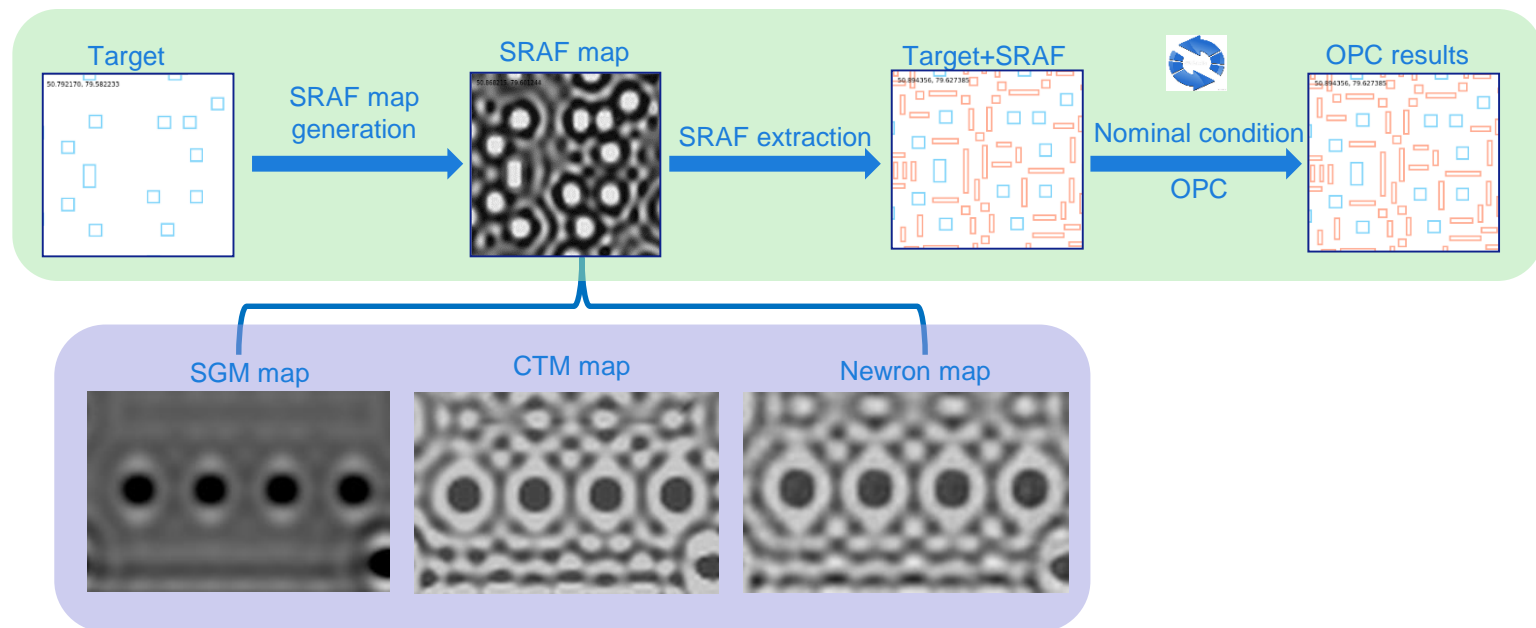 Target
SRAF map
Target+SRAF
OPC results
50.792170, 79.582233
50.894356, 79.627385
50.894356, 79.627385
SRAF map
generation
SRAF extraction
Nominal condition
OPC
SGM map
CTM map
Newron map